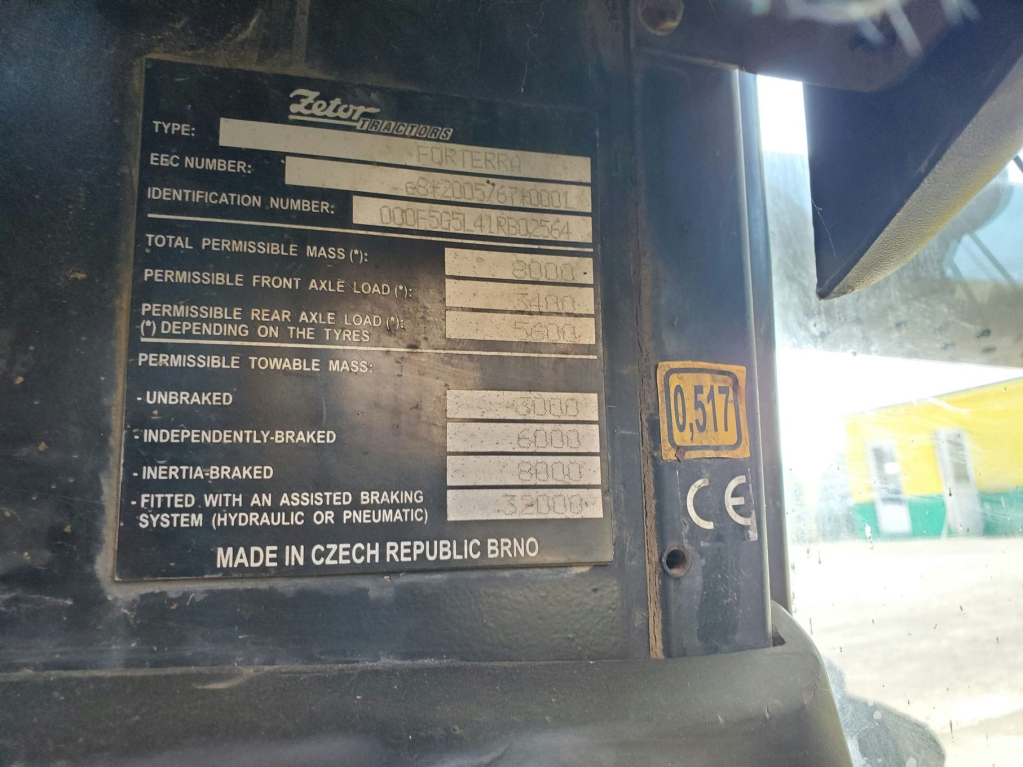 Zetor
TRACTORS
TYPE: FORTERRA
EEC NUMBER: e8*2005767*0001
IDENTIFICATION NUMBER: 000F5G5L41RB02564
TOTAL PERMISSIBLE MASS (*): 8000
PERMISSIBLE FRONT AXLE LOAD (*): 3400
PERMISSIBLE REAR AXLE LOAD (*): 5600
(*) DEPENDING ON THE TYRES
PERMISSIBLE TOWABLE MASS:
- UNBRAKED 3000
- INDEPENDENTLY-BRAKED 6000
- INERTIA-BRAKED 8000
- FITTED WITH AN ASSISTED BRAKING
SYSTEM (HYDRAULIC OR PNEUMATIC) 32000
MADE IN CZECH REPUBLIC BRNO
0,517
CE